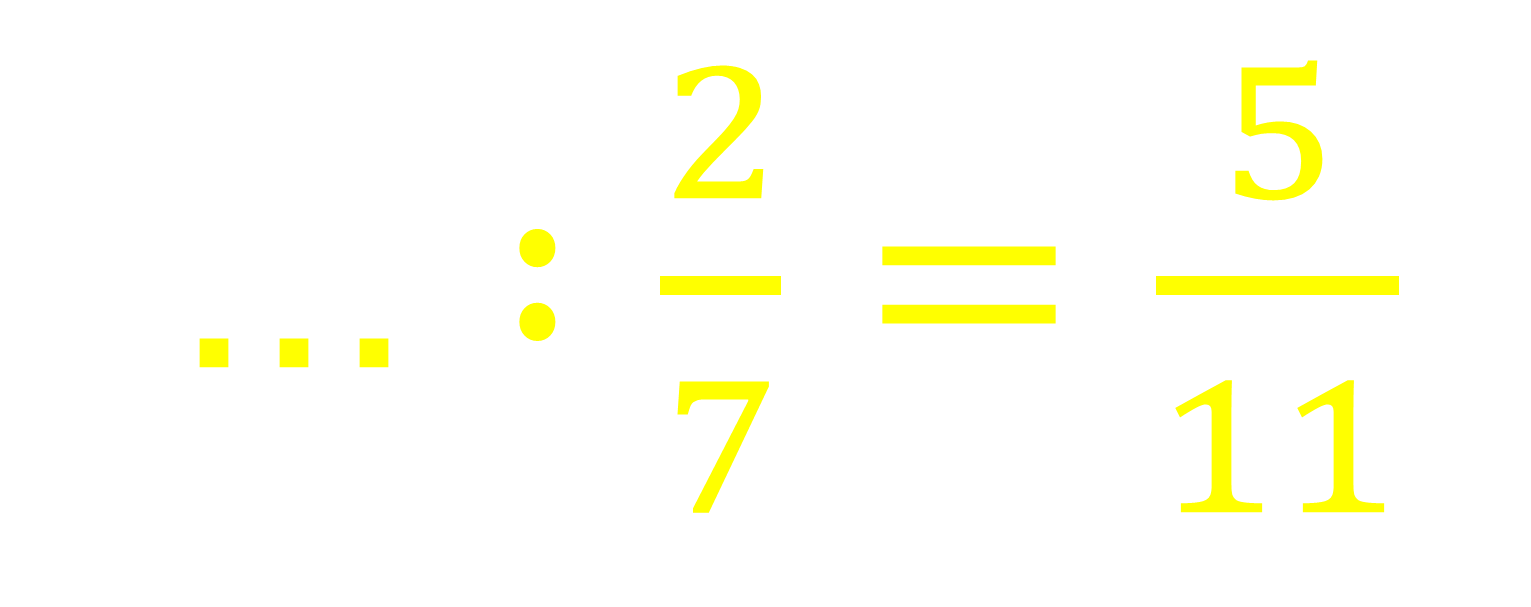 ... : 2/7 = 5/11